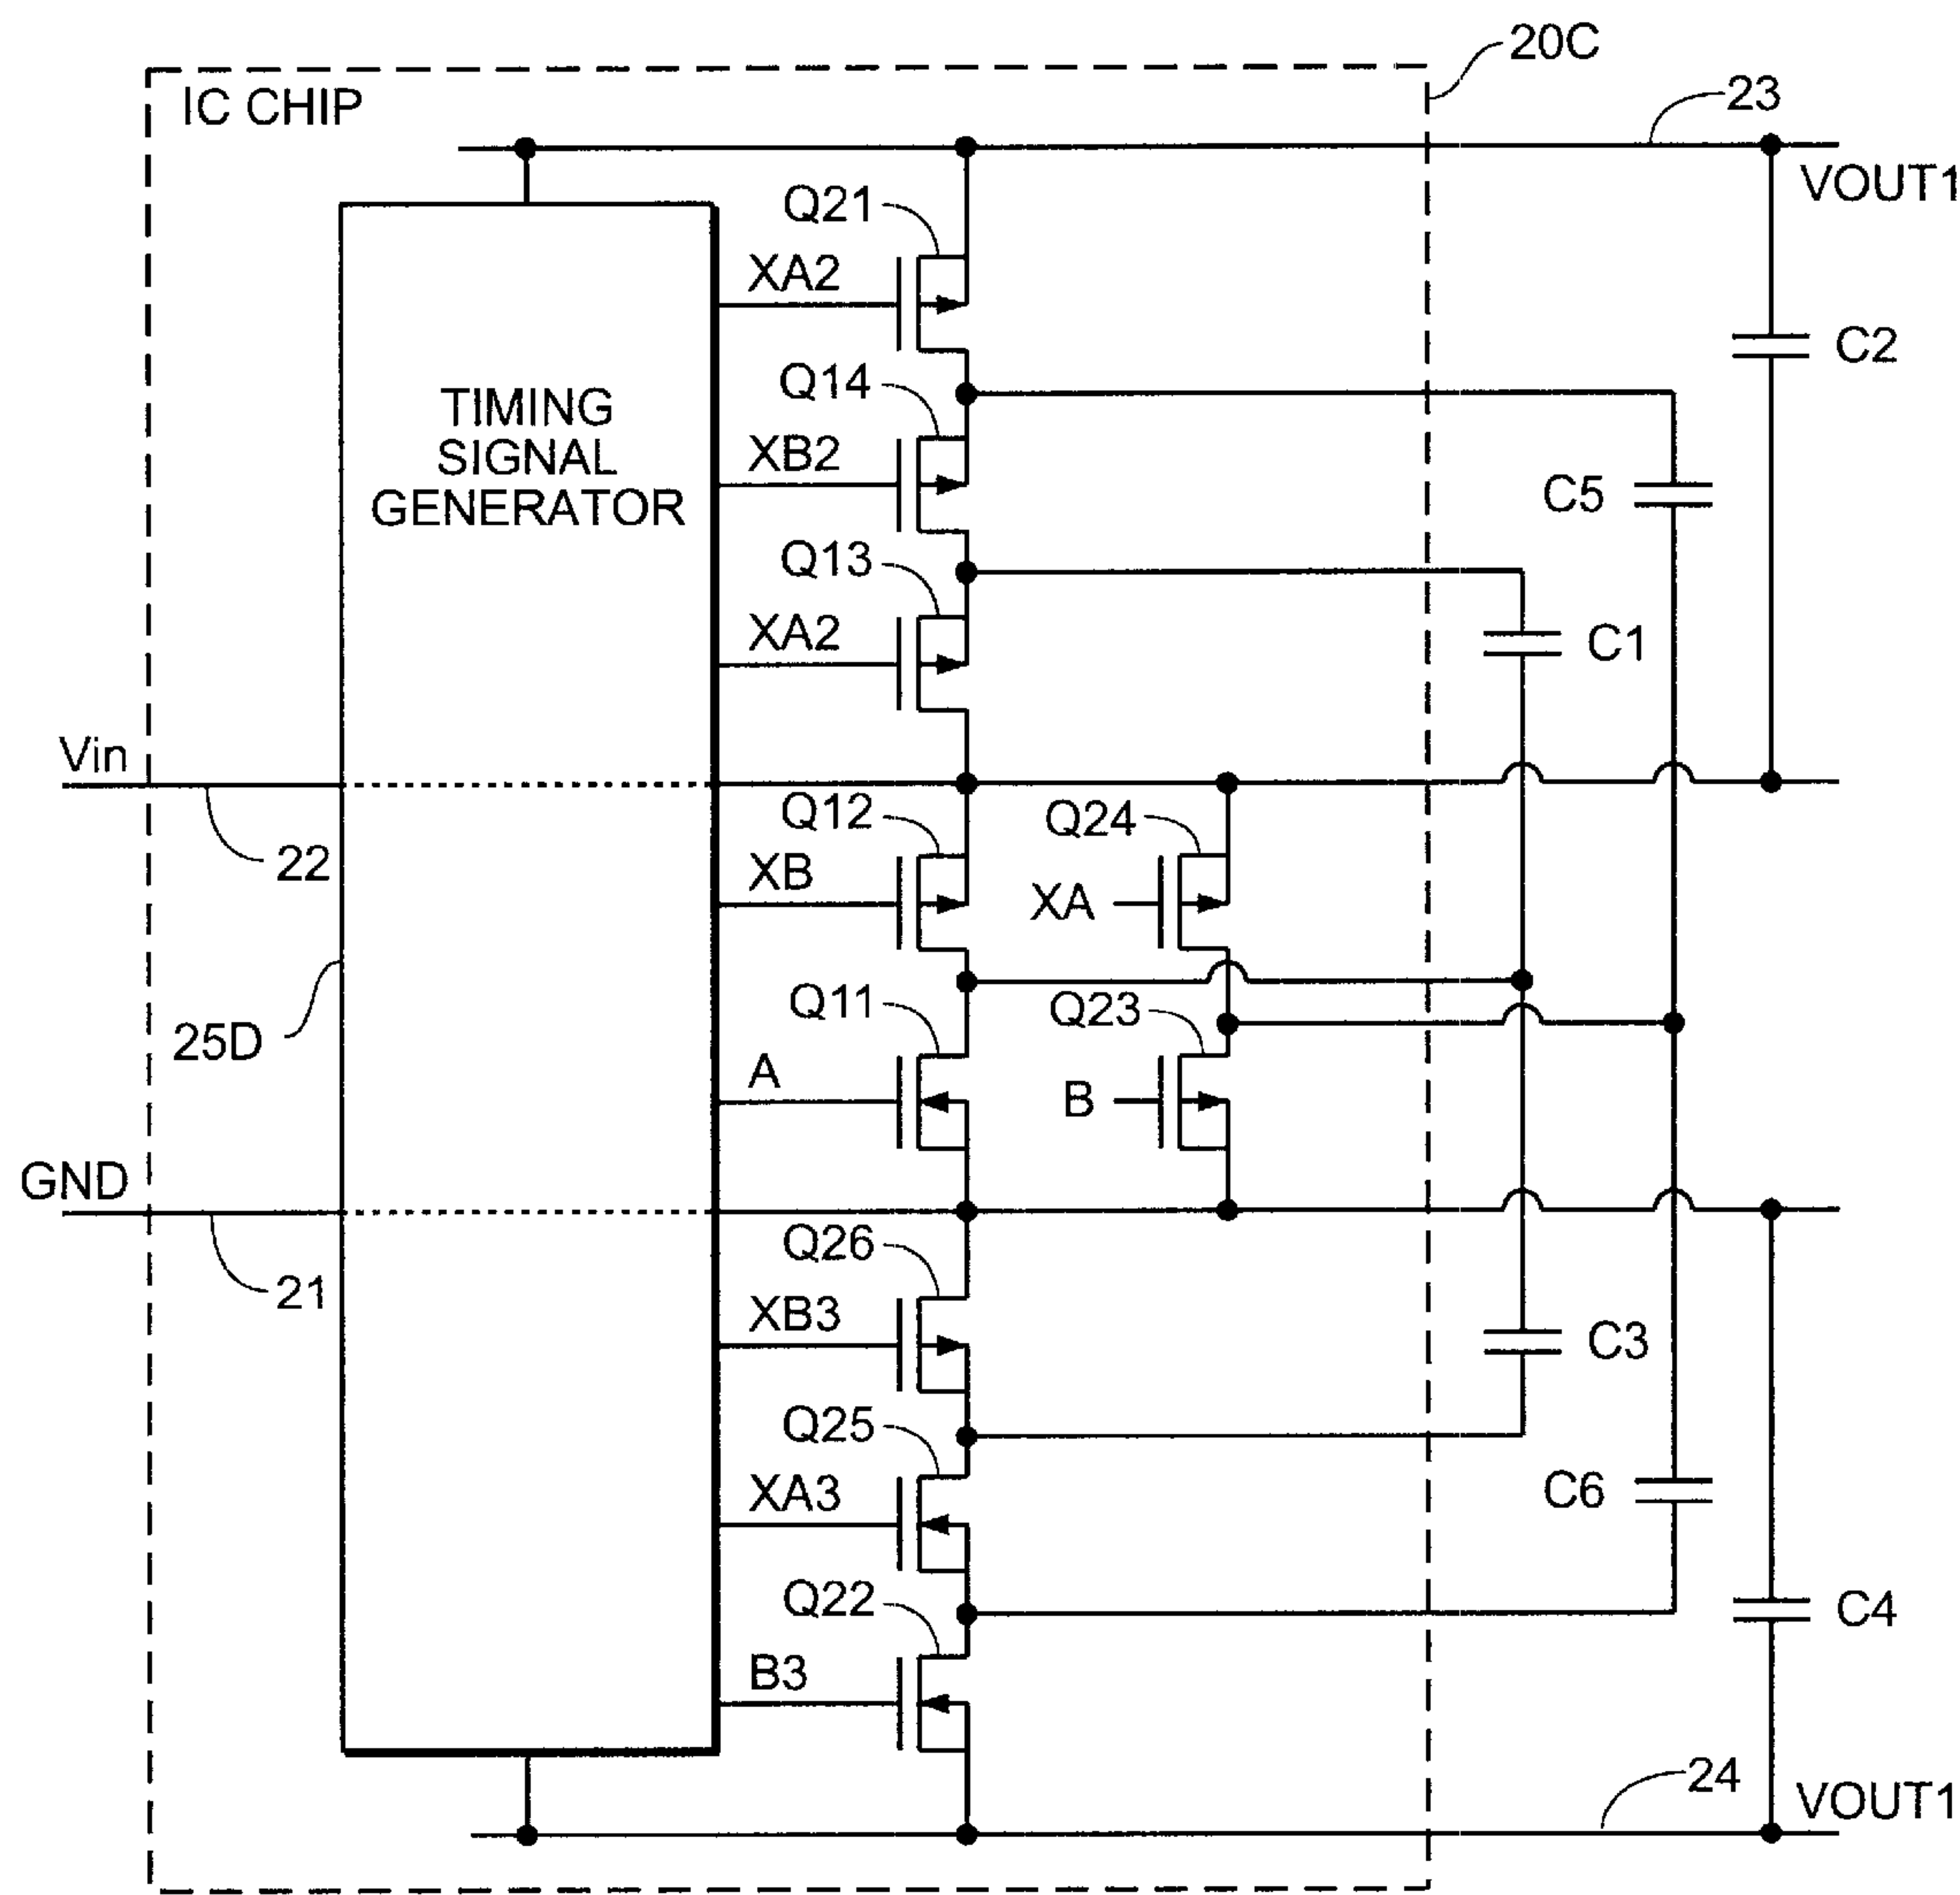 20C
IC CHIP
23
VOUT1
Q21
XA2
C2
Q14
TIMING
SIGNAL
GENERATOR
XB2
C5
Q13
XA2
C1
Vin
Q12
Q24
22
XB
XA
Q11
Q23
25D
A
B
GND
Q26
21
XB3
C3
Q25
XA3
C6
Q22
C4
B3
24
VOUT1